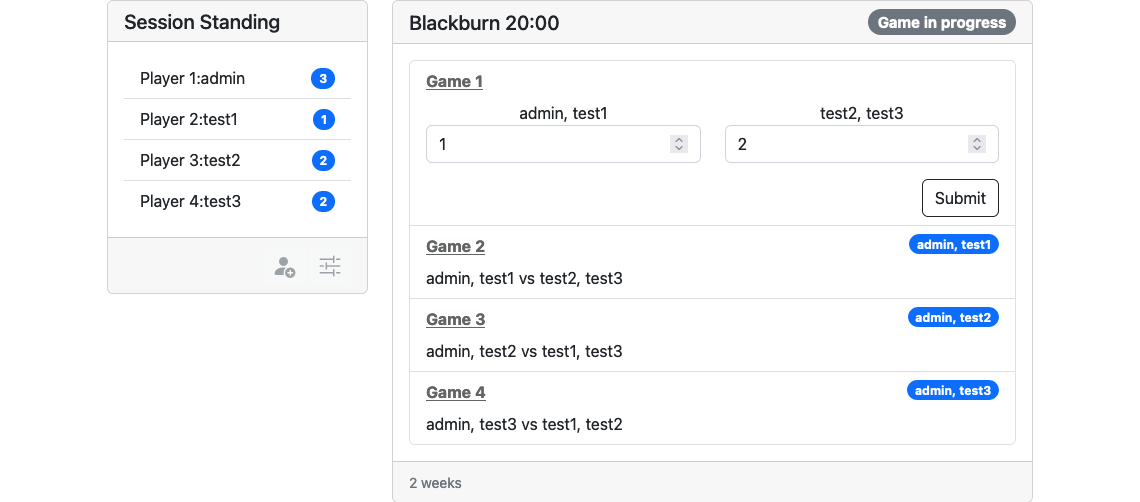 Session Standing
Player 1:admin 3
Player 2:test1 1
Player 3:test2 2
Player 4:test3 2
Blackburn 20:00 Game in progress
Game 1
admin, test1 test2, test3
1 2
Submit
Game 2 admin, test1
admin, test1 vs test2, test3
Game 3 admin, test2
admin, test2 vs test1, test3
Game 4 admin, test3
admin, test3 vs test1, test2
2 weeks